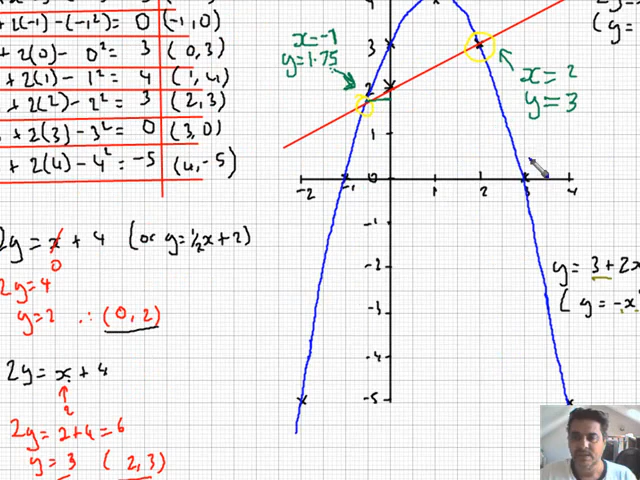 + 2(-1)-(-1²) = 0 (-1,0)
+ 2(0)- 0² = 3 (0,3)
+ 2(1)- 1² = 4 (1,4)
+ 2(2)- 2² = 3 (2,3)
+ 2(3)-3² = 0 (3,0)
+ 2(4)-4² = -5 (4,-5)
2y = x + 4 (or y=½x+2)
0
2y=4
y=2 ∴ (0,2)
2y = x + 4
2
2y = 2+4 = 6
y = 3 (2,3)
x=-1
y=1.75
x=2
y=3
4
3
2
1
-2 -1 0 1 2 3 4
-1
-2
-3
-4
-5
y = 3+2x
( y = -x²